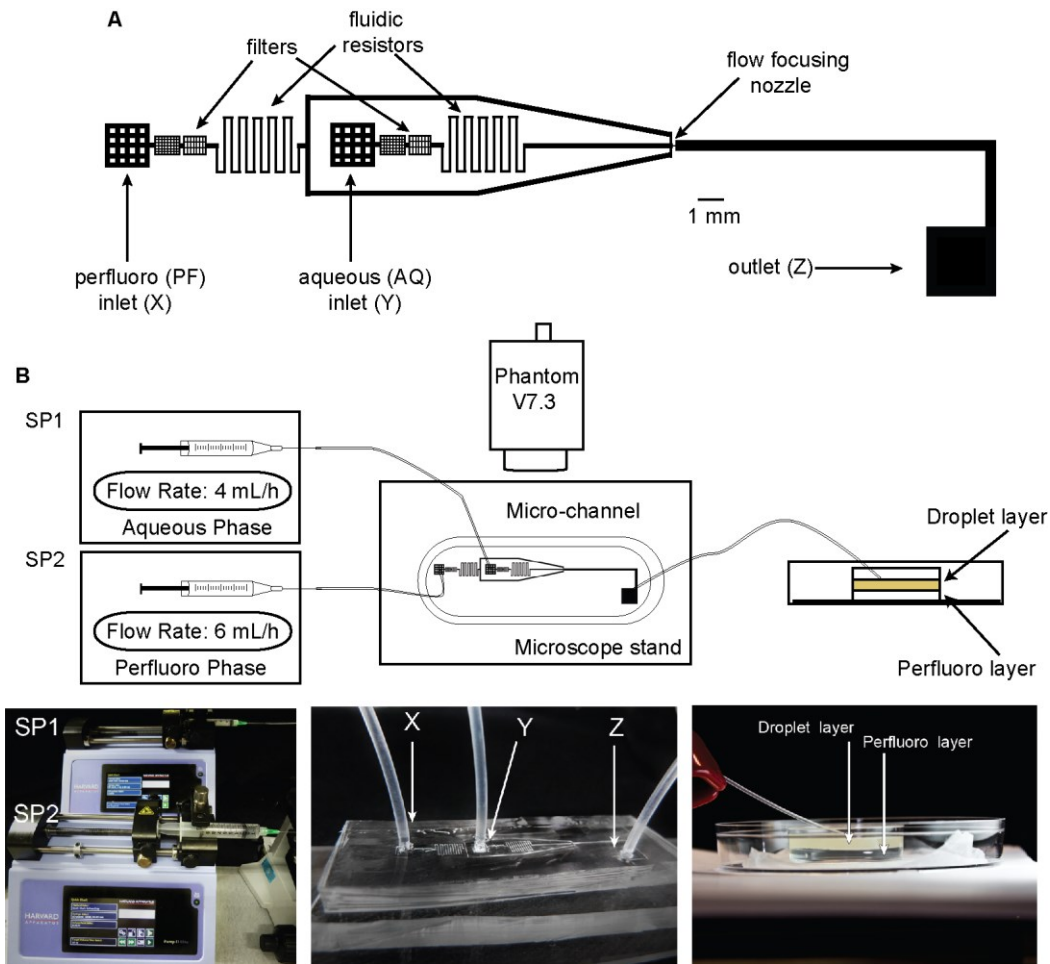 A
fluidic
resistors
filters
flow focusing
nozzle
1 mm
perfluoro (PF)
inlet (X)
aqueous (AQ)
inlet (Y)
outlet (Z)
B
Phantom
V7.3
SP1
Flow Rate: 4 mL/h
Aqueous Phase
SP2
Flow Rate: 6 mL/h
Perfluoro Phase
Micro-channel
Microscope stand
Droplet layer
Perfluoro layer
SP1
HARVARD
SP2
HARVARD
APPARATUS
X
Y
Z
Droplet layer
Perfluoro layer